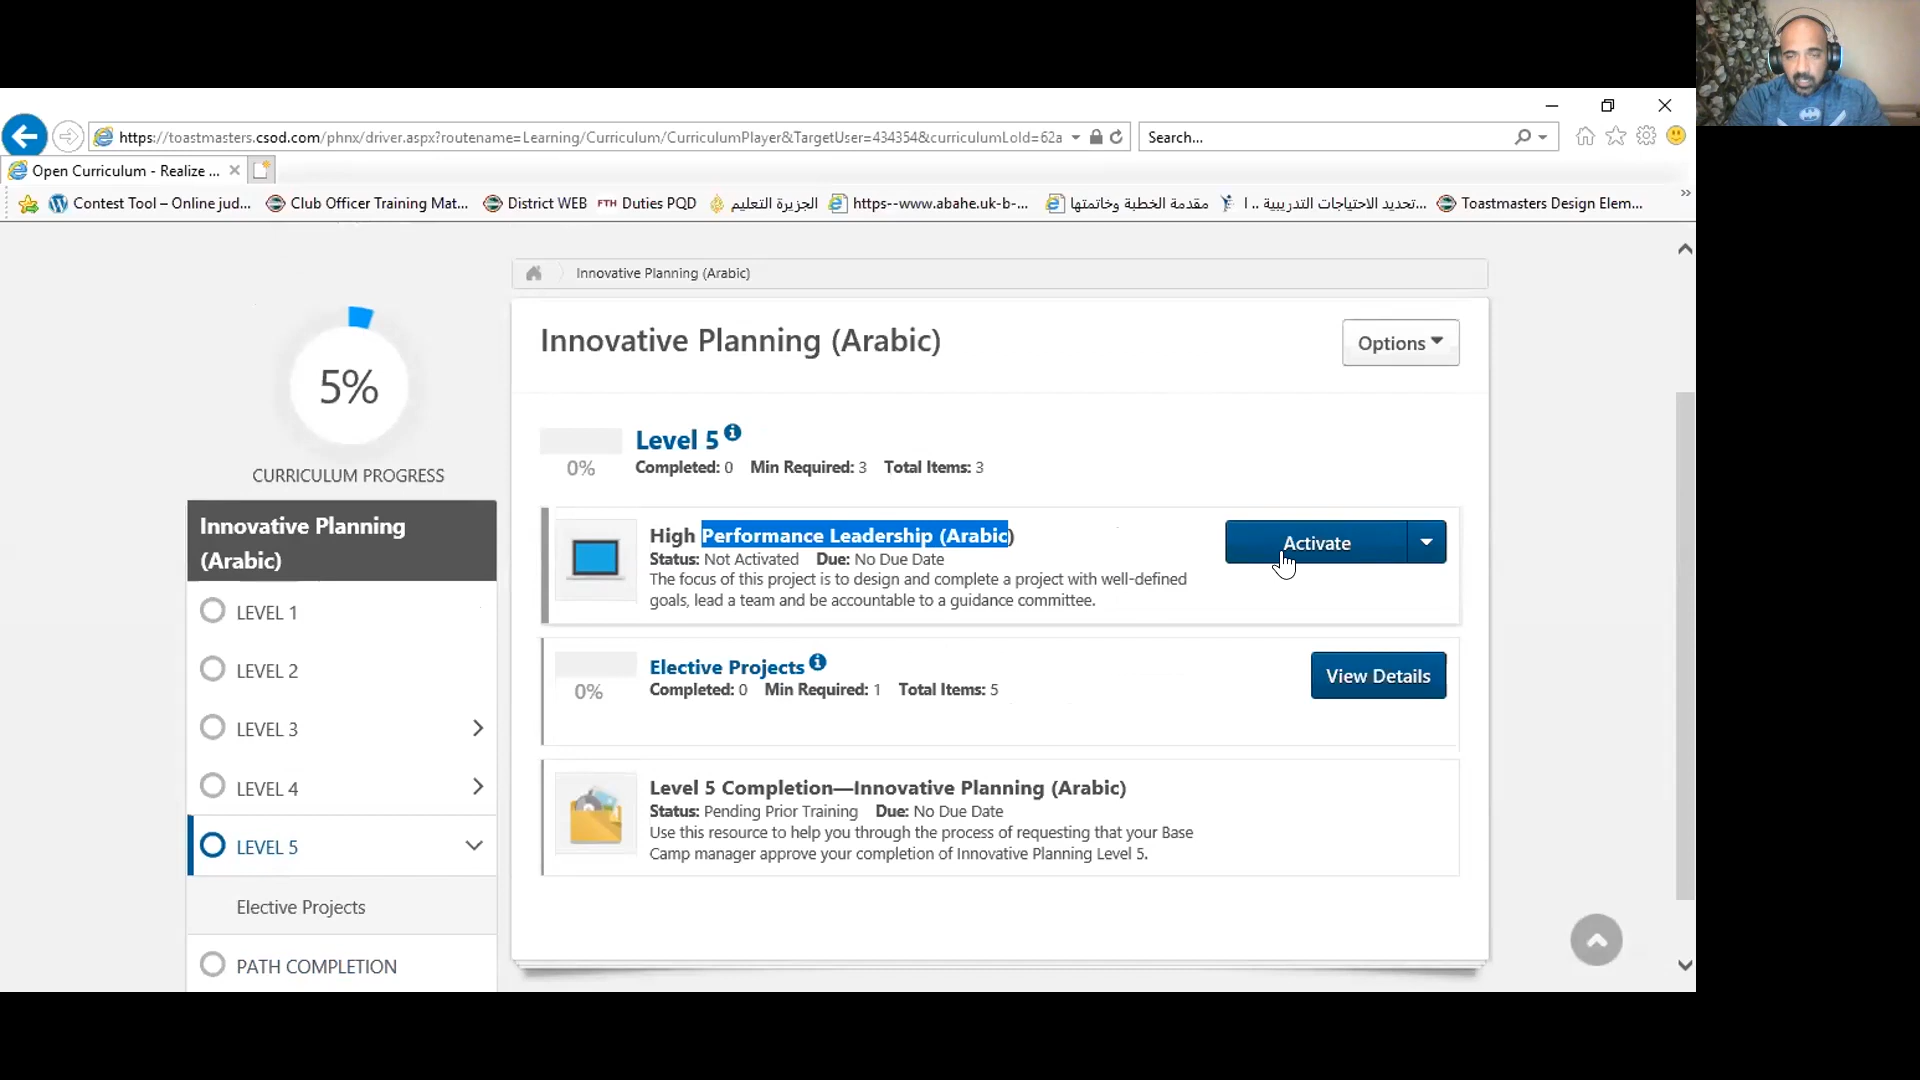 https://toastmasters.csod.com/phnx/driver.aspx?routename=Learning/Curriculum/CurriculumPlayer&TargetUser=434354&curriculumLoId=62a
Search...
Open Curriculum - Realize ...
Contest Tool – Online jud...
Club Officer Training Mat...
District WEB
FTH Duties PQD
الجزيرة التعليم
https--www.abahe.uk-b-...
مقدمة الخطبة وخاتمتها
تحديد الاحتياجات التدريبية .. ا...
Toastmasters Design Elem...
Innovative Planning (Arabic)
5%
CURRICULUM PROGRESS
Innovative Planning
(Arabic)
LEVEL 1
LEVEL 2
LEVEL 3
LEVEL 4
LEVEL 5
Elective Projects
PATH COMPLETION
Innovative Planning (Arabic)
Options
Level 5
0%
Completed: 0 Min Required: 3 Total Items: 3
High Performance Leadership (Arabic)
Status: Not Activated Due: No Due Date
The focus of this project is to design and complete a project with well-defined
goals, lead a team and be accountable to a guidance committee.
Activate
Elective Projects
0%
Completed: 0 Min Required: 1 Total Items: 5
View Details
Level 5 Completion—Innovative Planning (Arabic)
Status: Pending Prior Training Due: No Due Date
Use this resource to help you through the process of requesting that your Base
Camp manager approve your completion of Innovative Planning Level 5.